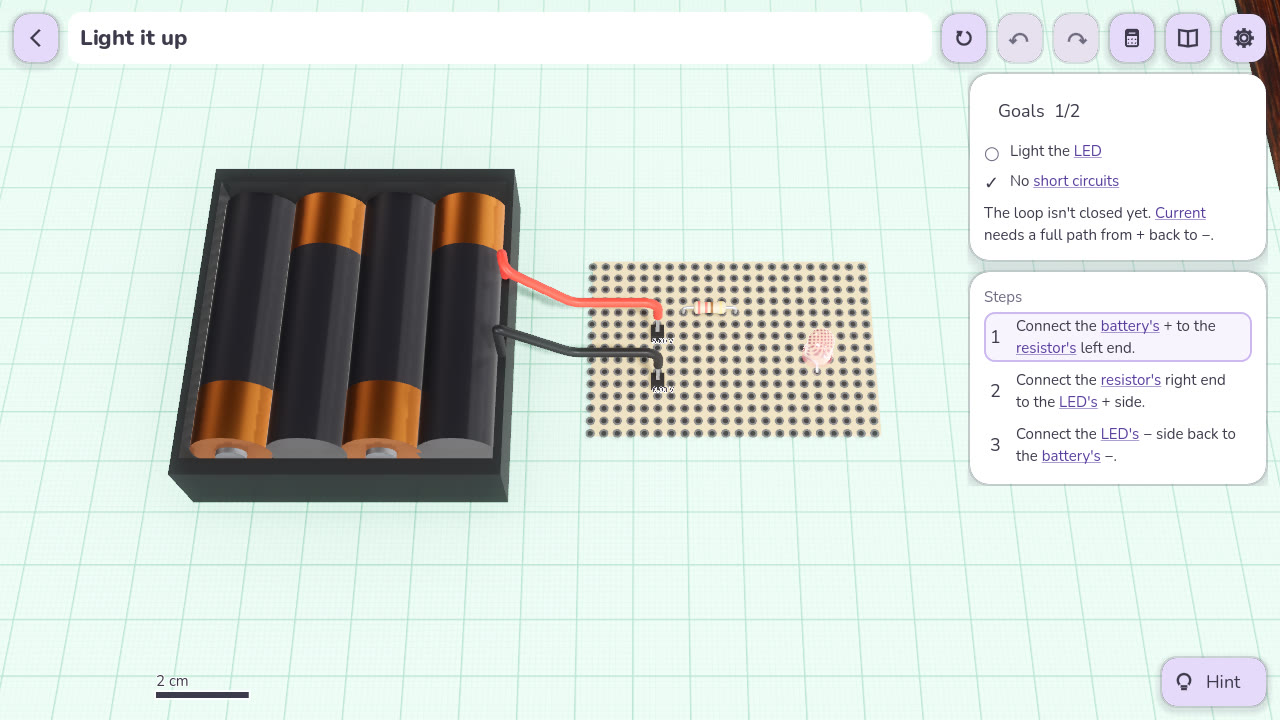 Light it up
Goals 1/2
Light the LED
No short circuits
The loop isn't closed yet. Current
needs a full path from + back to −.
Steps
1 Connect the battery's + to the
resistor's left end.
2 Connect the resistor's right end
to the LED's + side.
3 Connect the LED's − side back to
the battery's −.
2 cm
Hint